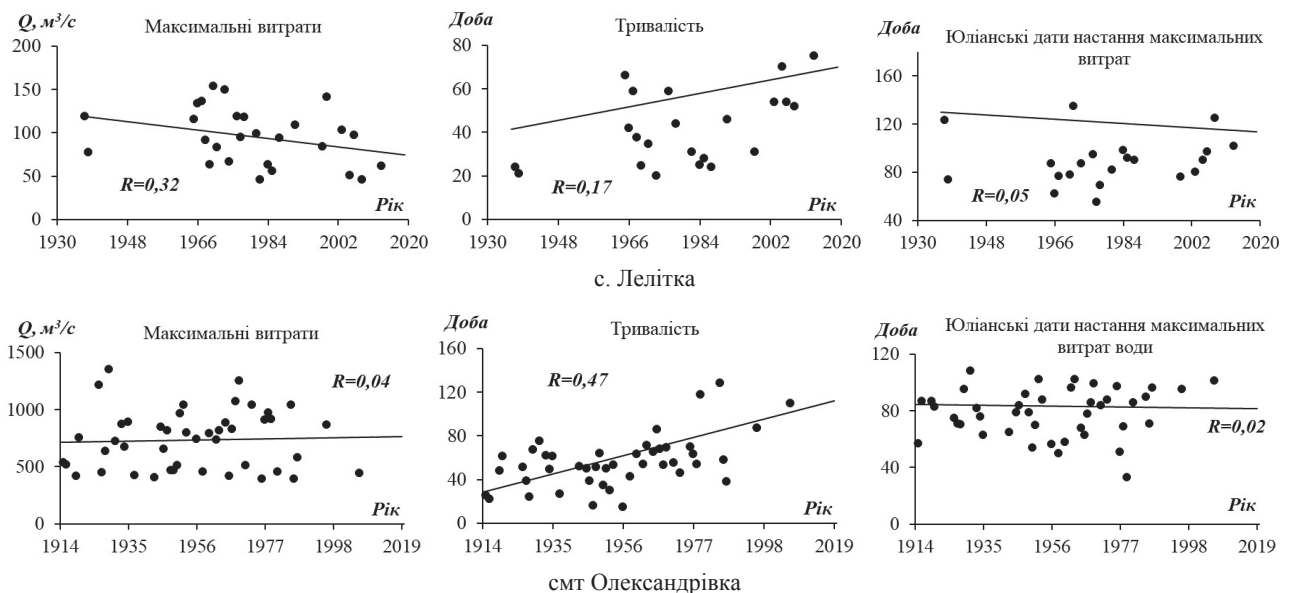 Q, м³/с
Максимальні витрати
200
150
100
50
0
R=0,32
Рік
1930 1948 1966 1984 2002 2020
Доба
Тривалість
80
60
40
20
0
R=0,17
Рік
1930 1948 1966 1984 2002 2020
Доба
Юліанські дати настання максимальних
витрат
160
120
80
40
R=0,05
Рік
1930 1948 1966 1984 2002 2020
с. Лелітка
Q, м³/с
Максимальні витрати
1500
1000
500
0
R=0,04
Рік
1914 1935 1956 1977 1998 2019
Доба
Тривалість
160
120
80
40
0
R=0,47
Рік
1914 1935 1956 1977 1998 2019
Доба
Юліанські дати настання максимальних
витрат води
120
80
40
0
R=0,02
Рік
1914 1935 1956 1977 1998 2019
смт Олександрівка